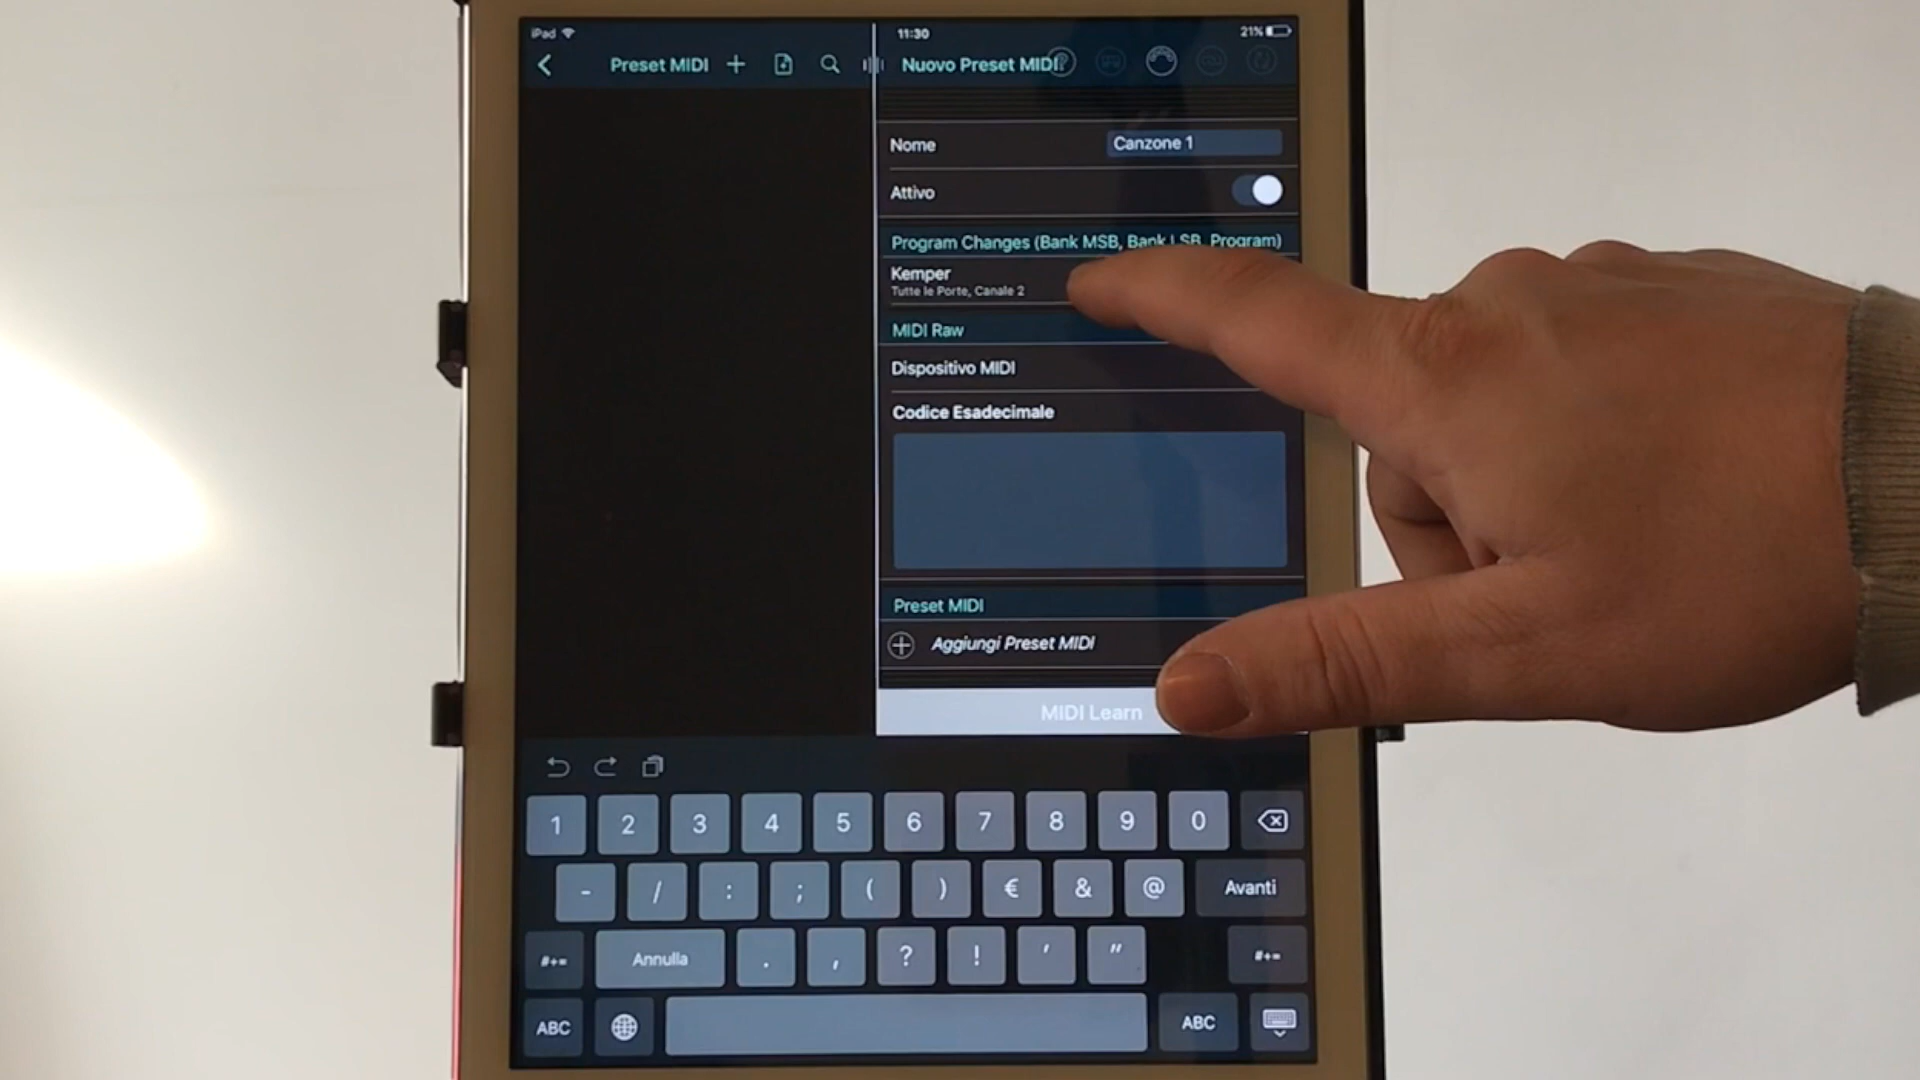 iPad
11:30
21%
Preset MIDI
Nuovo Preset MIDI
Nome
Canzone 1
Attivo
Program Changes (Bank MSB, Bank LSB, Program)
Kemper
Tutte le Porte, Canale 2
MIDI Raw
Dispositivo MIDI
Codice Esadecimale
Preset MIDI
Aggiungi Preset MIDI
MIDI Learn
1 2 3 4 5 6 7 8 9 0
- / : ; ( ) € & @ Avanti
#+= Annulla . , ? ! ' " #+=
ABC ABC